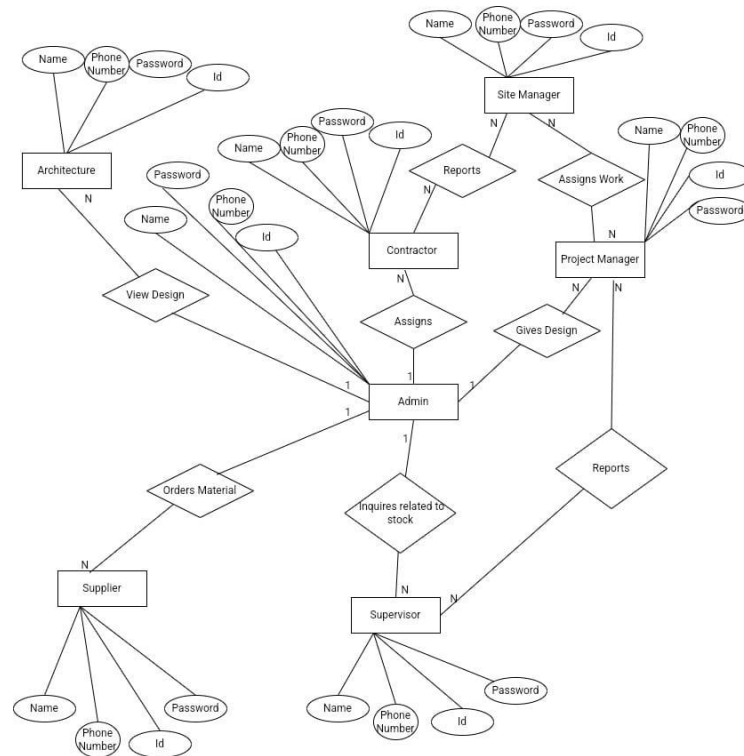 Name
Phone
Number
Password
Id
Site Manager
N
N
Name
Phone
Number
Password
Id
Architecture
N
Name
Phone
Number
Password
Id
Contractor
N
N
Reports
Assigns Work
N
Name
Phone
Number
Id
Password
Project Manager
N
N
Password
Name
Phone
Number
Id
View Design
Assigns
Gives Design
1
1
1
Admin
1
1
Orders Material
Inquires related to
stock
Reports
N
Supplier
N
N
Supervisor
Name
Phone
Number
Id
Password
Name
Phone
Number
Id
Password